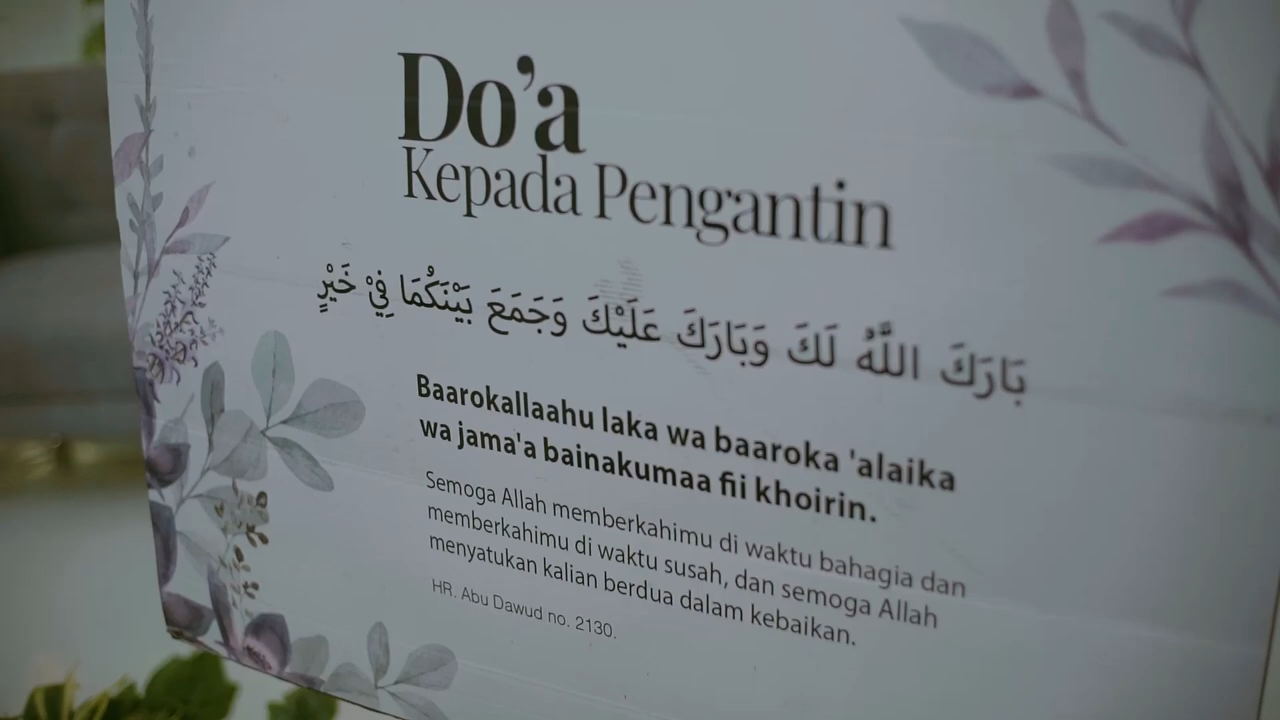 Do'a
Kepada Pengantin
بَارَكَ اللَّهُ لَكَ وَبَارَكَ عَلَيْكَ وَجَمَعَ بَيْنَكُمَا فِيْ خَيْرٍ
Baarokallaahu laka wa baaroka 'alaika
wa jama'a bainakumaa fii khoirin.
Semoga Allah memberkahimu di waktu bahagia dan
memberkahimu di waktu susah, dan semoga Allah
menyatukan kalian berdua dalam kebaikan.
HR. Abu Dawud no. 2130.